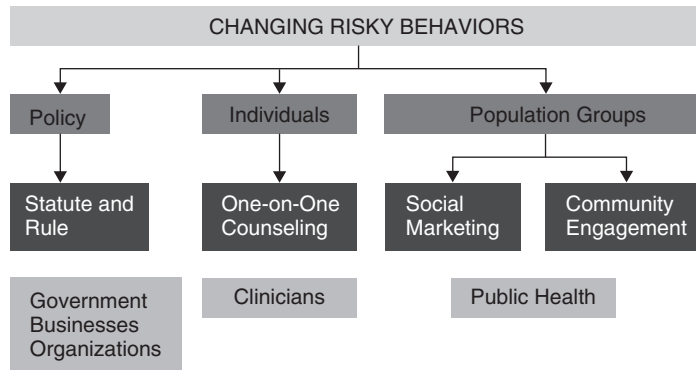 CHANGING RISKY BEHAVIORS
Policy
Individuals
Population Groups
Statute and
Rule
One-on-One
Counseling
Social
Marketing
Community
Engagement
Government
Businesses
Organizations
Clinicians
Public Health